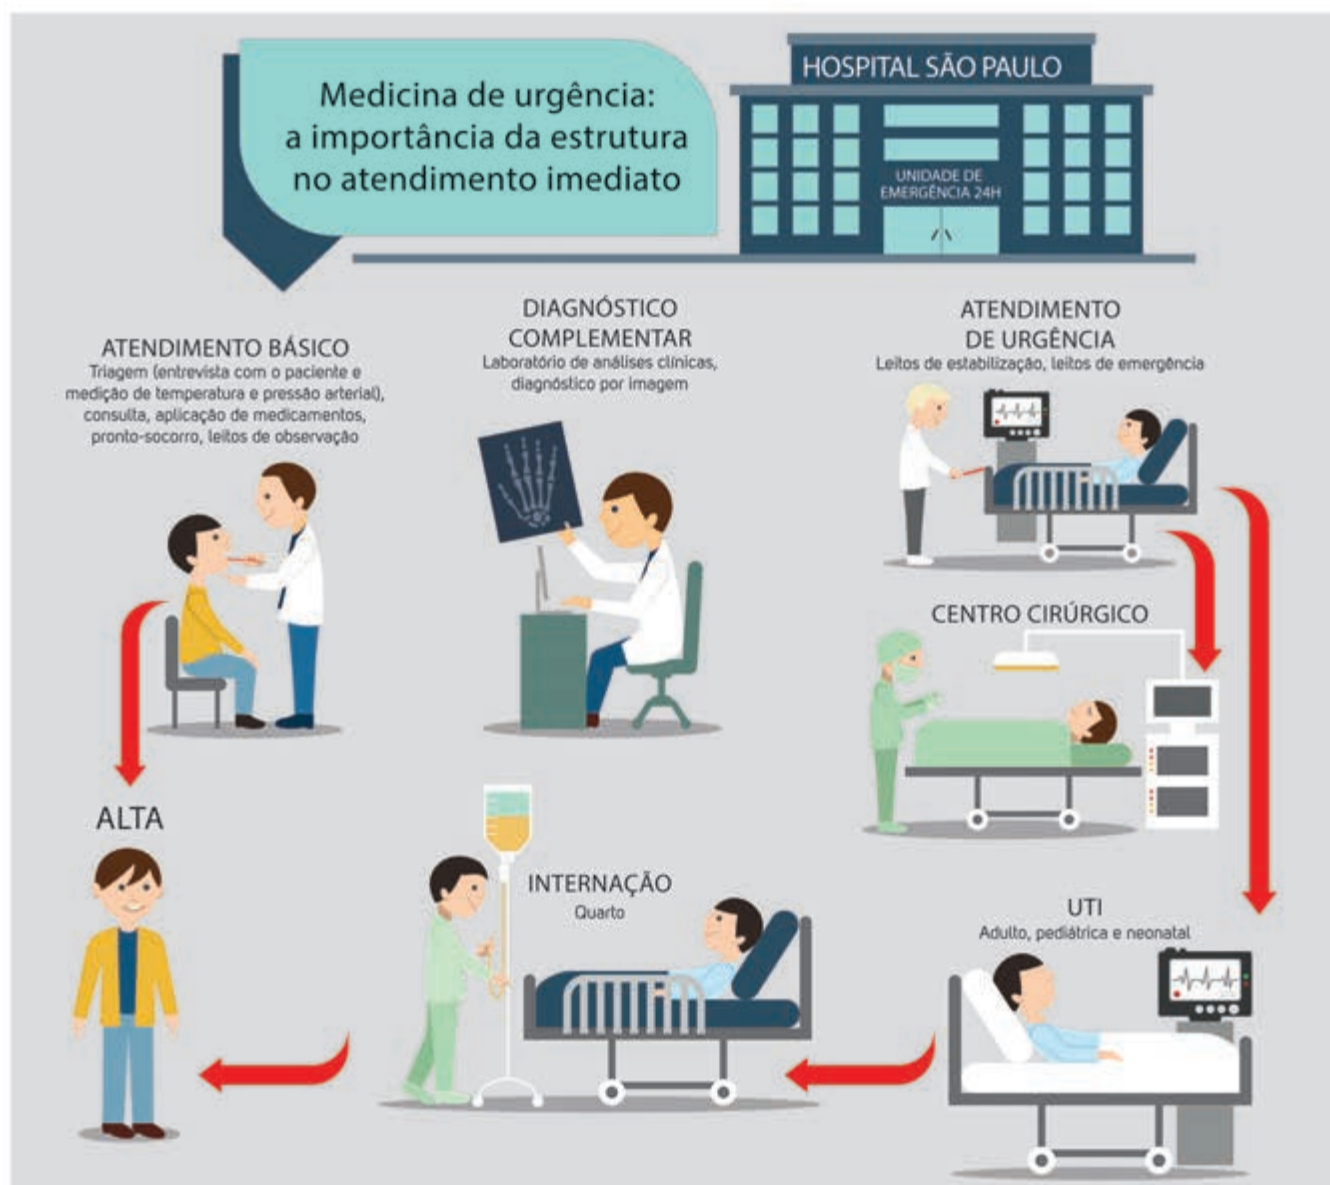 Medicina de urgência:
a importância da estrutura
no atendimento imediato
HOSPITAL SÃO PAULO
UNIDADE DE
EMERGÊNCIA 24H
ATENDIMENTO BÁSICO
Triagem (entrevista com o paciente e
medição de temperatura e pressão arterial),
consulta, aplicação de medicamentos,
pronto-socorro, leitos de observação
DIAGNÓSTICO
COMPLEMENTAR
Laboratório de análises clínicas,
diagnóstico por imagem
ATENDIMENTO
DE URGÊNCIA
Leitos de estabilização, leitos de emergência
CENTRO CIRÚRGICO
ALTA
INTERNAÇÃO
Quarto
UTI
Adulto, pediátrica e neonatal